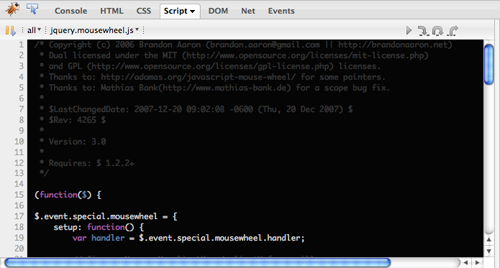 Console HTML CSS Script DOM Net Events
all jquery.mousewheel.js
1 /* Copyright (c) 2006 Brandon Aaron (brandon.aaron@gmail.com || http://brandonaaron.net)
2 * Dual licensed under the MIT (http://www.opensource.org/licenses/mit-license.php)
3 * and GPL (http://opensource.org/licenses/gpl-license.php) licenses.
4 * Thanks to: http://adomas.org/javascript-mouse-wheel/ for some pointers.
5 * Thanks to: Mathias Bank(http://www.mathias-bank.de) for a scope bug fix.
6 *
7 * $LastChangedDate: 2007-12-20 09:02:08 -0600 (Thu, 20 Dec 2007) $
8 * $Rev: 4265 $
9 *
10 * Version: 3.0
11 *
12 * Requires: $ 1.2.2+
13 */
14
15 (function($) {
16
17 $.event.special.mousewheel = {
18 setup: function() {
19 var handler = $.event.special.mousewheel.handler;
20